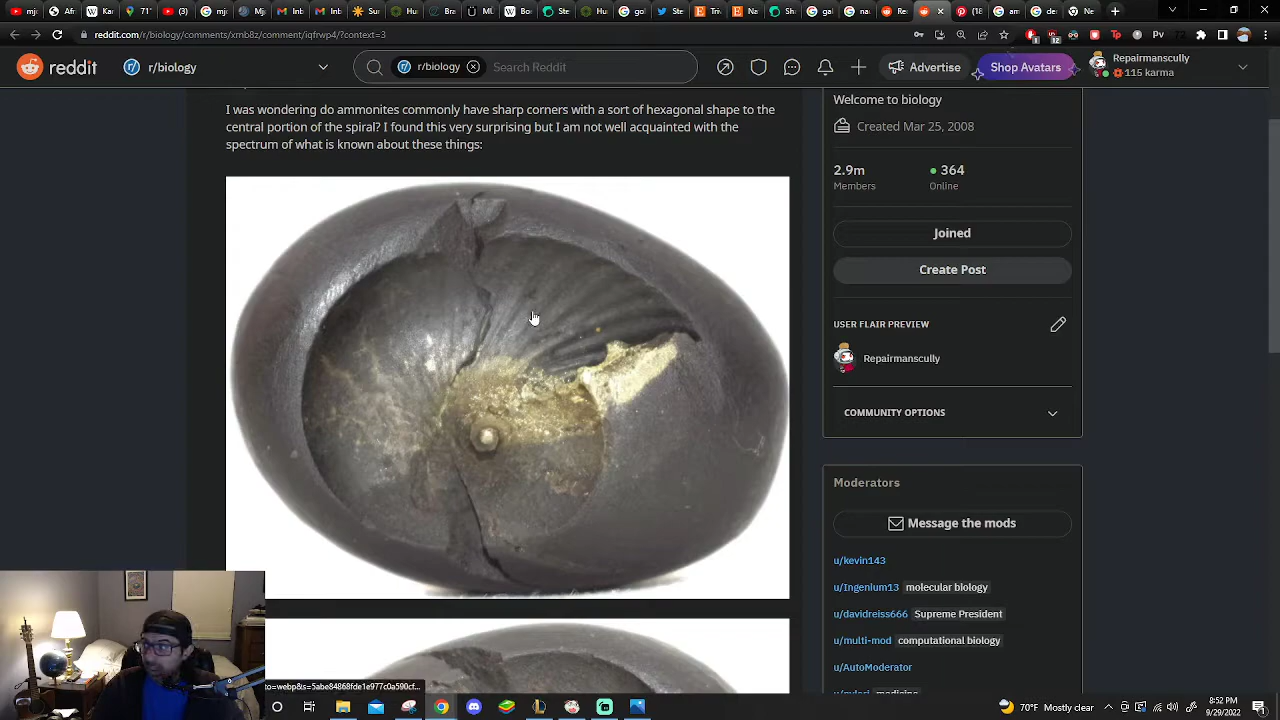 reddit.com/r/biology/comments/xrnb8z/comment/iqfrwp4/?context=3
reddit
r/biology
r/biology
Search Reddit
Advertise
Shop Avatars
Repairmanscully
115 karma
I was wondering do ammonites commonly have sharp corners with a sort of hexagonal shape to the
central portion of the spiral? I found this very surprising but I am not well acquainted with the
spectrum of what is known about these things:
Welcome to biology
Created Mar 25, 2008
2.9m
364
Members
Online
Joined
Create Post
USER FLAIR PREVIEW
Repairmanscully
COMMUNITY OPTIONS
Moderators
Message the mods
u/kevin143
u/Ingenium13 molecular biology
u/davidreiss666 Supreme President
u/multi-mod computational biology
u/AutoModerator
70°F Mostly clear
8:52 PM
9/29/2022